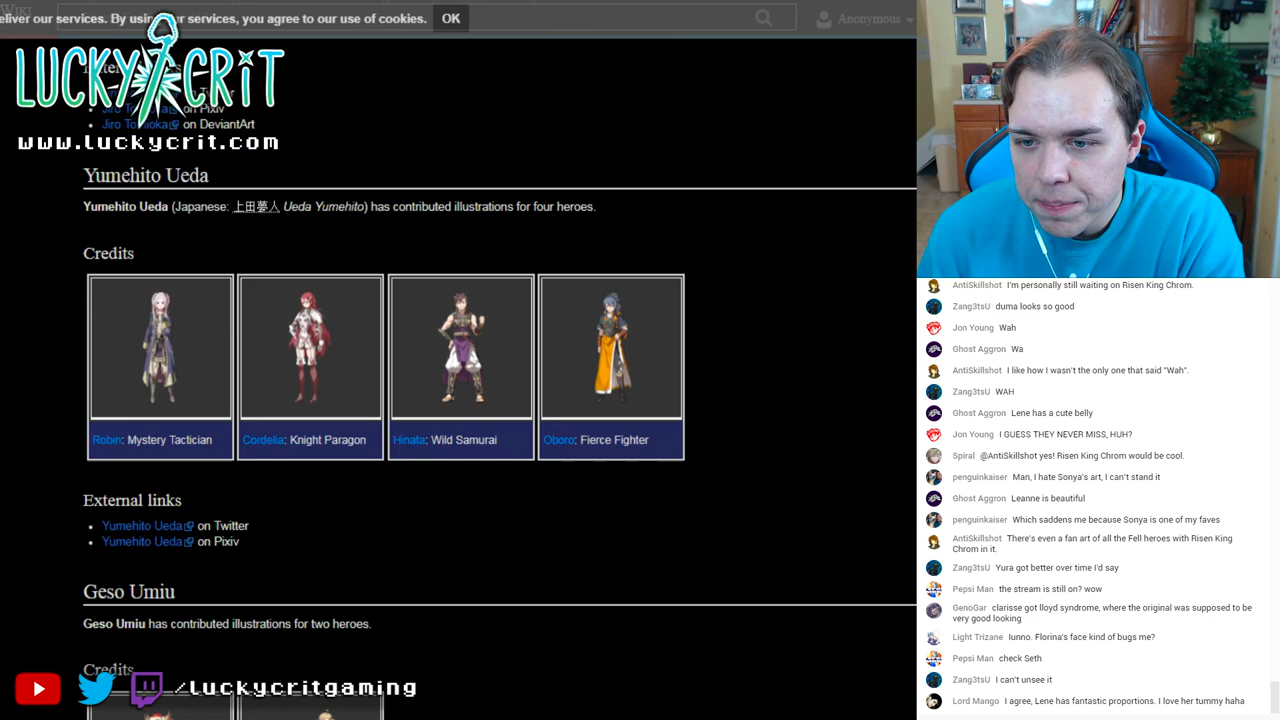 Wiki
eliver our services. By using our services, you agree to our use of cookies.
OK
Anonymous
LUCKY CRIT
www.luckycrit.com
on Pixiv
on DeviantArt
Yumehito Ueda
Yumehito Ueda (Japanese: 上田夢人 Ueda Yumehito) has contributed illustrations for four heroes.
Credits
Robin: Mystery Tactician
Cordelia: Knight Paragon
Hinata: Wild Samurai
Oboro: Fierce Fighter
External links
Yumehito Ueda on Twitter
Yumehito Ueda on Pixiv
Geso Umiu
Geso Umiu has contributed illustrations for two heroes.
Credits
/luckycritgaming
AntiSkillshot I'm personally still waiting on Risen King Chrom.
Zang3tsU duma looks so good
Jon Young Wah
Ghost Aggron Wa
AntiSkillshot I like how I wasn't the only one that said "Wah".
Zang3tsU WAH
Ghost Aggron Lene has a cute belly
Jon Young I GUESS THEY NEVER MISS, HUH?
Spiral @AntiSkillshot yes! Risen King Chrom would be cool.
penguinkaiser Man, I hate Sonya's art, I can't stand it
Ghost Aggron Leanne is beautiful
penguinkaiser Which saddens me because Sonya is one of my faves
AntiSkillshot There's even a fan art of all the Fell heroes with Risen King
Chrom in it.
Zang3tsU Yura got better over time I'd say
Pepsi Man the stream is still on? wow
GenoGar clarisse got lloyd syndrome, where the original was supposed to be
very good looking
Light Trizane Iunno. Florina's face kind of bugs me?
Pepsi Man check Seth
Zang3tsU I can't unsee it
Lord Mango I agree, Lene has fantastic proportions. I love her tummy haha